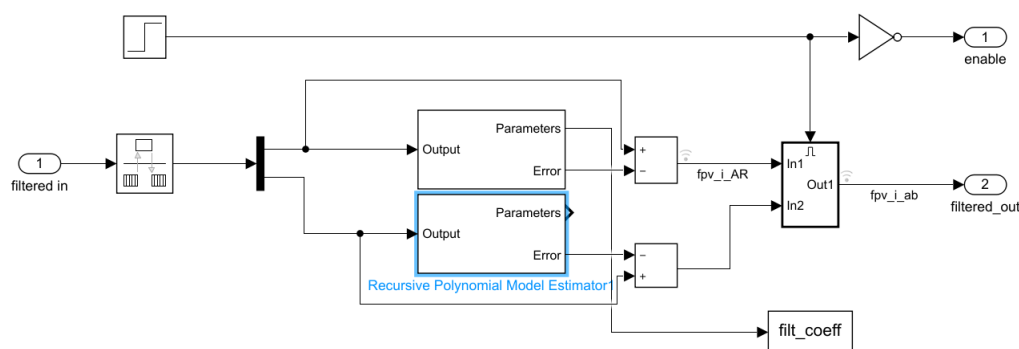 1
enable
Parameters
Output
Error
+
−
fpv_i_AR
In1
Out1
In2
fpv_i_ab
2
filtered_out
1
filtered in
Parameters
Output
Error
−
+
Recursive Polynomial Model Estimator1
filt_coeff